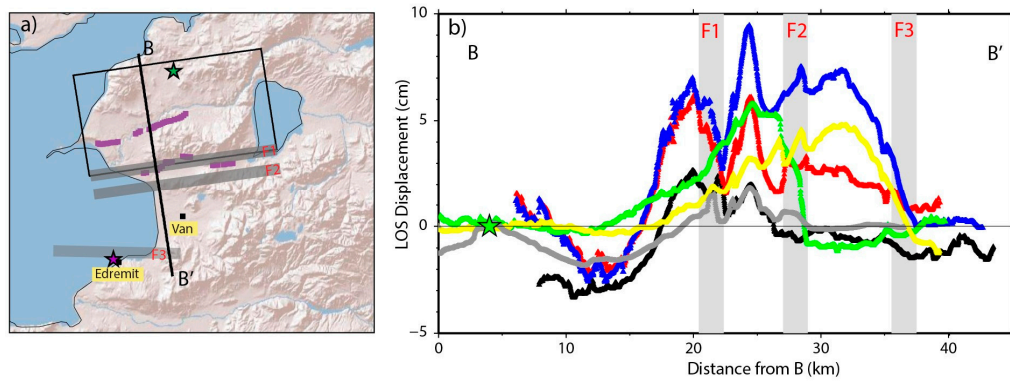 a)
B
F1
F2
Van
F3
Edremit
B'
b)
F1
F2
F3
B
B'
LOS Displacement (cm)
10
5
0
−5
0
10
20
30
40
Distance from B (km)